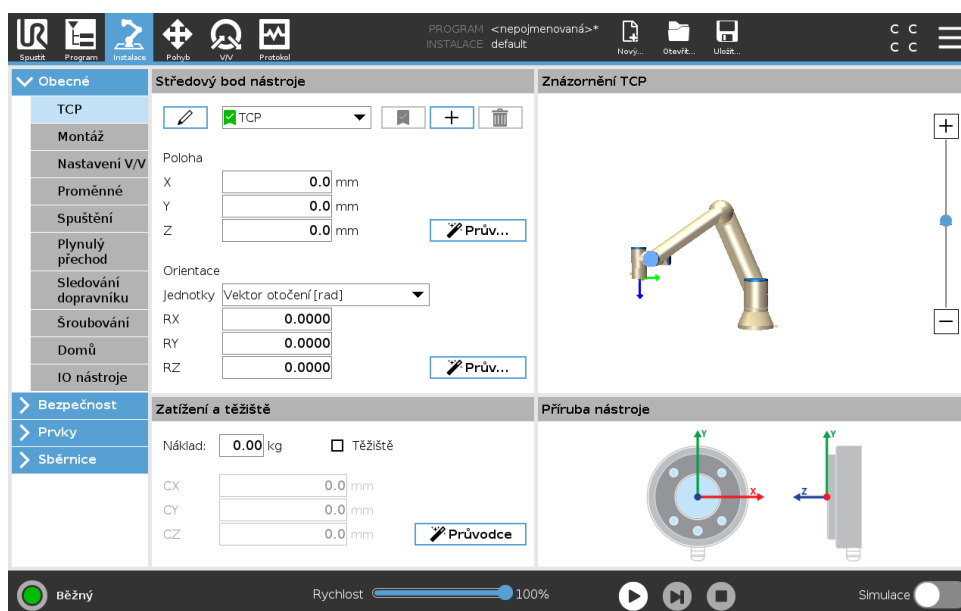 PROGRAM <nepojmenovaná>*
INSTALACE default
Spustit Program Instalace Pohyb V/V Protokol Nový... Otevřít... Uložit...
C C
C C
Obecné
TCP
Montáž
Nastavení V/V
Proměnné
Spuštění
Plynulý
přechod
Sledování
dopravníku
Šroubování
Domů
IO nástroje
Bezpečnost
Prvky
Sběrnice
Středový bod nástroje
TCP
Poloha
X 0.0 mm
Y 0.0 mm
Z 0.0 mm Prův...
Orientace
Jednotky Vektor otočení [rad]
RX 0.0000
RY 0.0000
RZ 0.0000 Prův...
Znázornění TCP
Zatížení a těžiště
Náklad: 0.00 kg Těžiště
CX 0.0 mm
CY 0.0 mm
CZ 0.0 mm Průvodce
Příruba nástroje
Y Y
X Z
Běžný Rychlost 100% Simulace